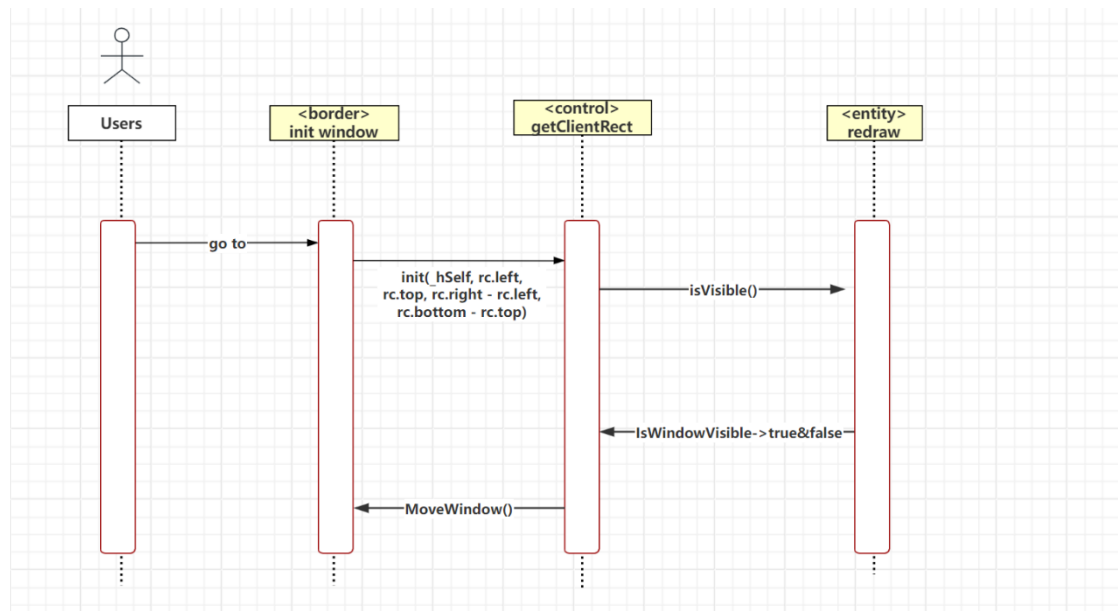 Users
<border>
init window
<control>
getClientRect
<entity>
redraw
go to
init(_hSelf, rc.left,
rc.top, rc.right - rc.left,
rc.bottom - rc.top)
isVisible()
IsWindowVisible->true&false
MoveWindow()